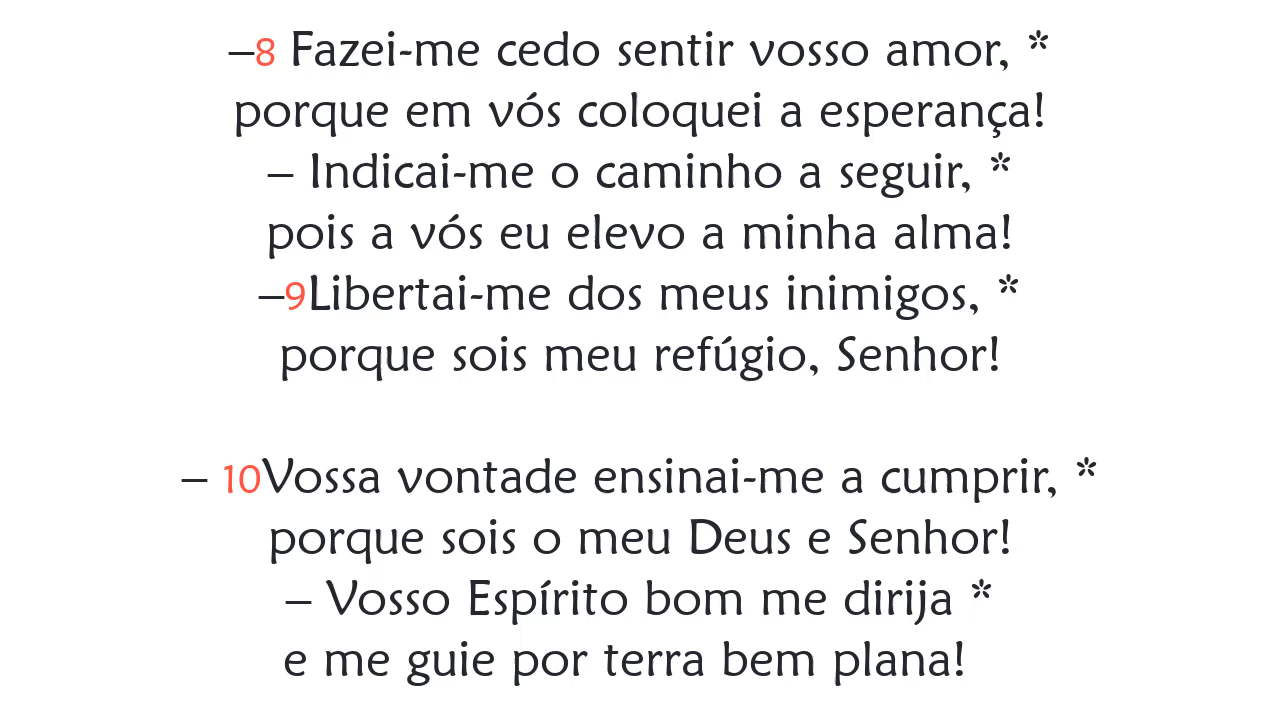 –8 Fazei-me cedo sentir vosso amor, *
porque em vós coloquei a esperança!
– Indicai-me o caminho a seguir, *
pois a vós eu elevo a minha alma!
–9Libertai-me dos meus inimigos, *
porque sois meu refúgio, Senhor!
– 10Vossa vontade ensinai-me a cumprir, *
porque sois o meu Deus e Senhor!
– Vosso Espírito bom me dirija *
e me guie por terra bem plana!